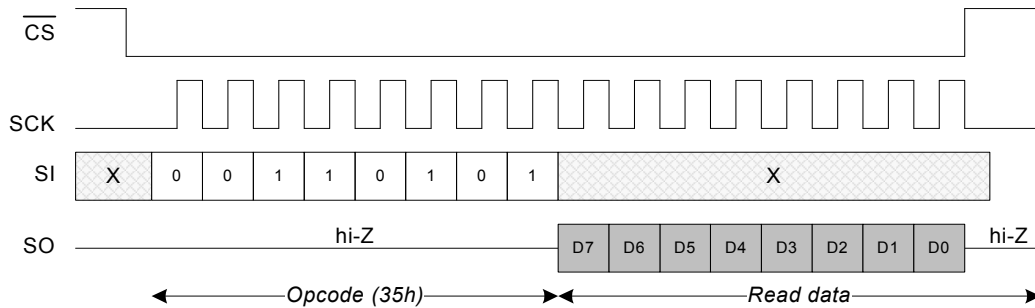 CS
SCK
SI X 0 0 1 1 0 1 0 1 X
SO hi-Z D7 D6 D5 D4 D3 D2 D1 D0 hi-Z
Opcode (35h) Read data